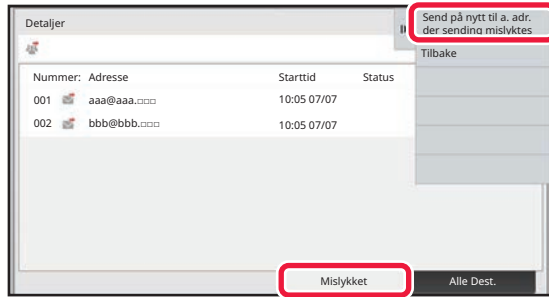 Detaljer
Send på nytt til a. adr.
der sending mislyktes
Tilbake
Nummer: Adresse Starttid Status
001 aaa@aaa.□□□ 10:05 07/07
002 bbb@bbb.□□□ 10:05 07/07
Mislykket Alle Dest.